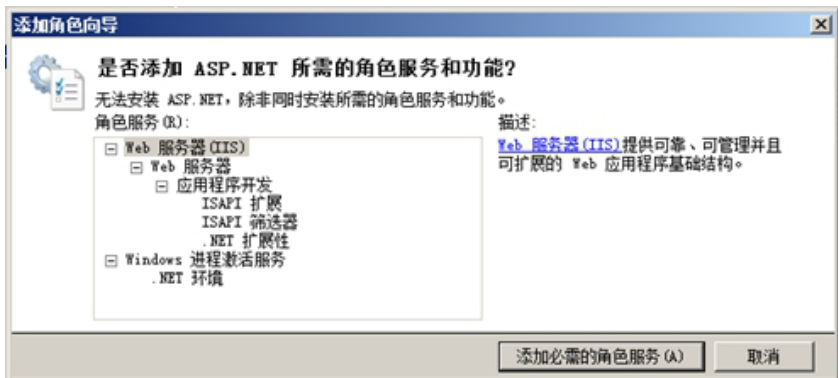 添加角色向导
是否添加 ASP.NET 所需的角色服务和功能?
无法安装 ASP.NET，除非同时安装所需的角色服务和功能。
角色服务(R):
Web 服务器(IIS)
Web 服务器
应用程序开发
ISAPI 扩展
ISAPI 筛选器
.NET 扩展性
Windows 进程激活服务
.NET 环境
描述:
Web 服务器(IIS)提供可靠、可管理并且
可扩展的 Web 应用程序基础结构。
添加必需的角色服务(A)
取消